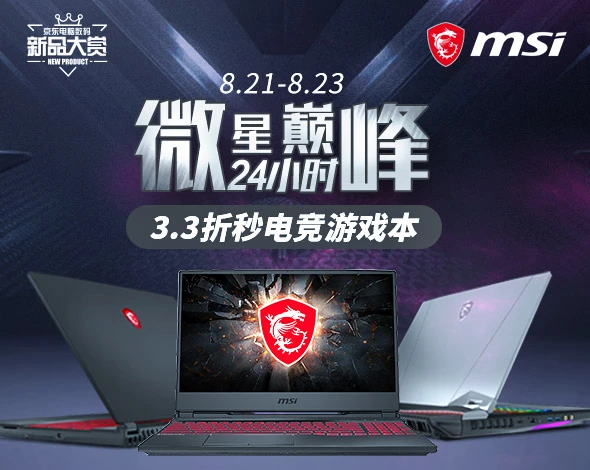 京东电脑数码
新品大赏
NEW PRODUCT
msi
8.21-8.23
微星巅峰
24小时
3.3折秒电竞游戏本
msi